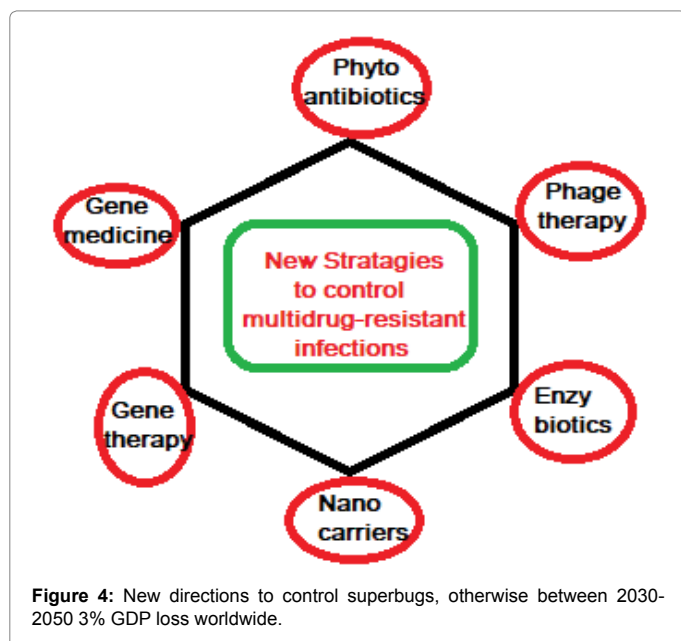 Phyto
antibiotics
Gene
medicine
Phage
therapy
New Stratagies
to control
multidrug-resistant
infections
Gene
therapy
Enzy
biotics
Nano
carriers
Figure 4: New directions to control superbugs, otherwise between 2030-
2050 3% GDP loss worldwide.